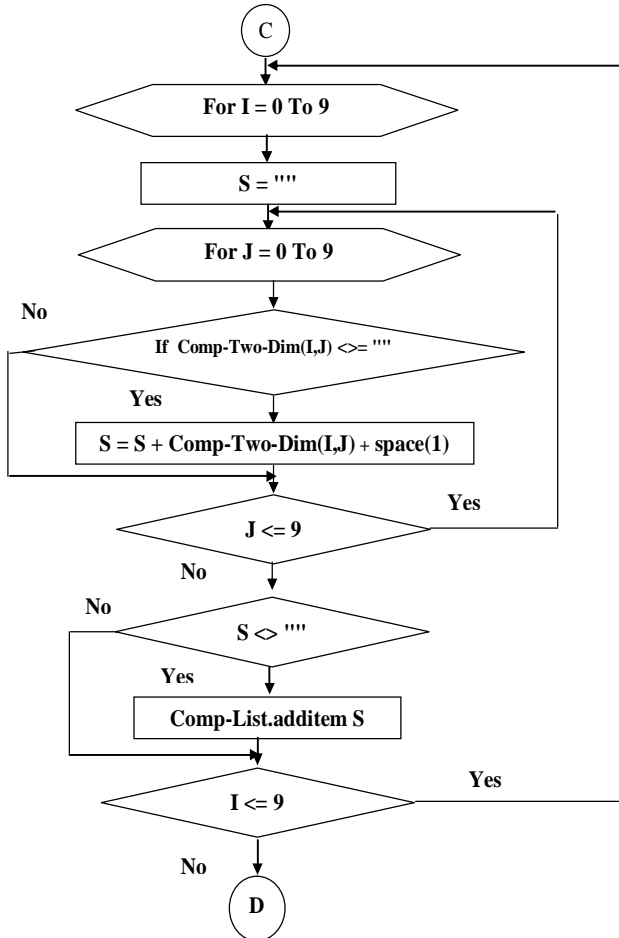 C
For I = 0 To 9
S = ""
For J = 0 To 9
No
If Comp-Two-Dim(I,J) <>= ""
Yes
S = S + Comp-Two-Dim(I,J) + space(1)
Yes
J <= 9
No
No
S <> ""
Yes
Comp-List.additem S
Yes
I <= 9
No
D